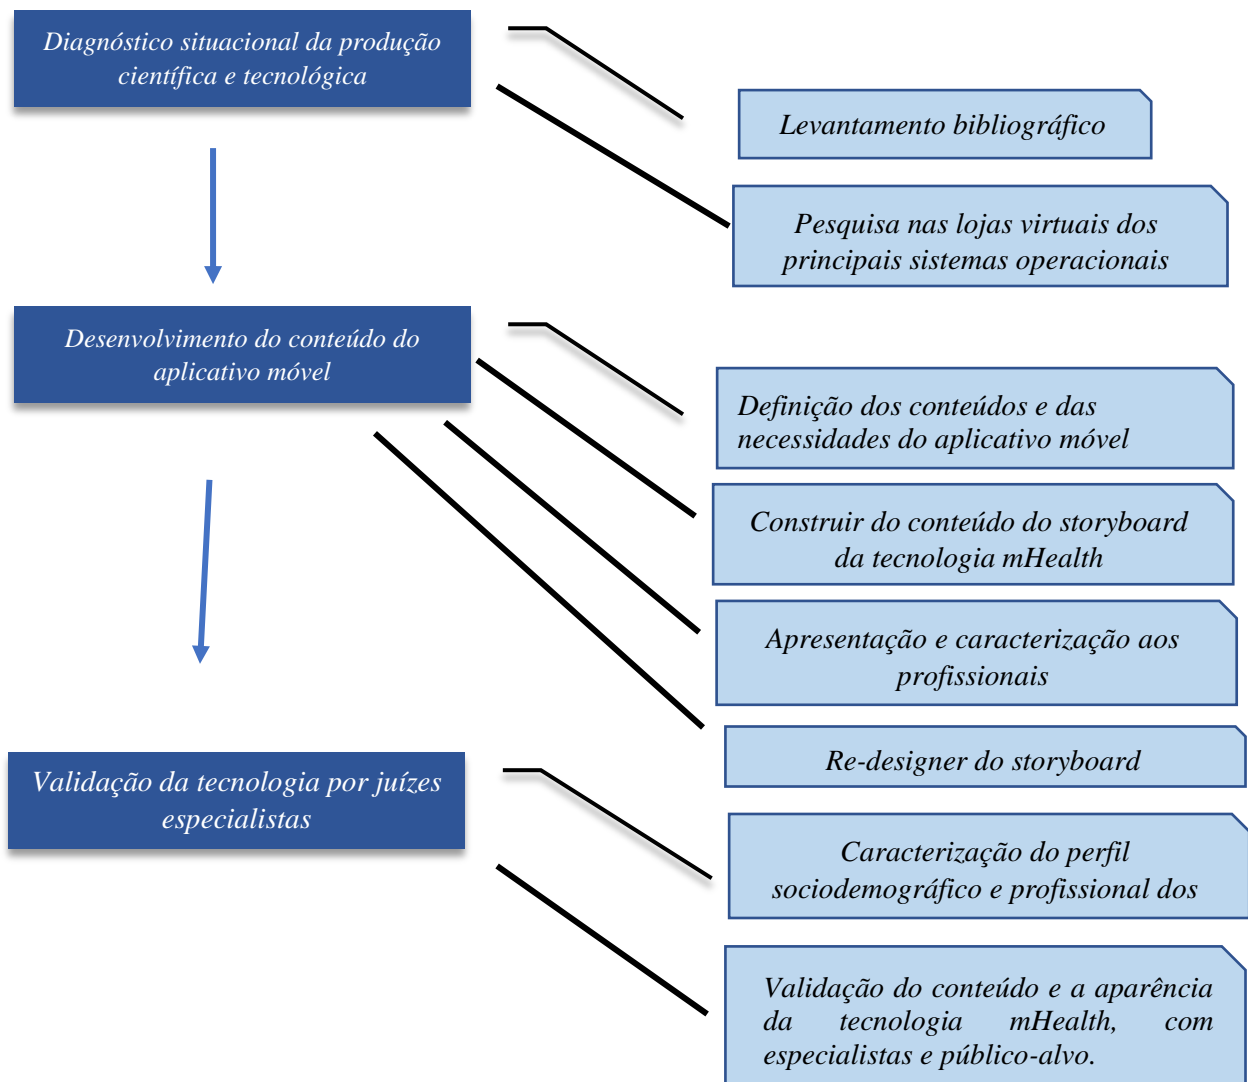 Diagnóstico situacional da produção
científica e tecnológica
Levantamento bibliográfico
Pesquisa nas lojas virtuais dos
principais sistemas operacionais
Desenvolvimento do conteúdo do
aplicativo móvel
Definição dos conteúdos e das
necessidades do aplicativo móvel
Construir do conteúdo do storyboard
da tecnologia mHealth
Apresentação e caracterização aos
profissionais
Re-designer do storyboard
Validação da tecnologia por juízes
especialistas
Caracterização do perfil
sociodemográfico e profissional dos
Validação do conteúdo e a aparência
da tecnologia mHealth, com
especialistas e público-alvo.